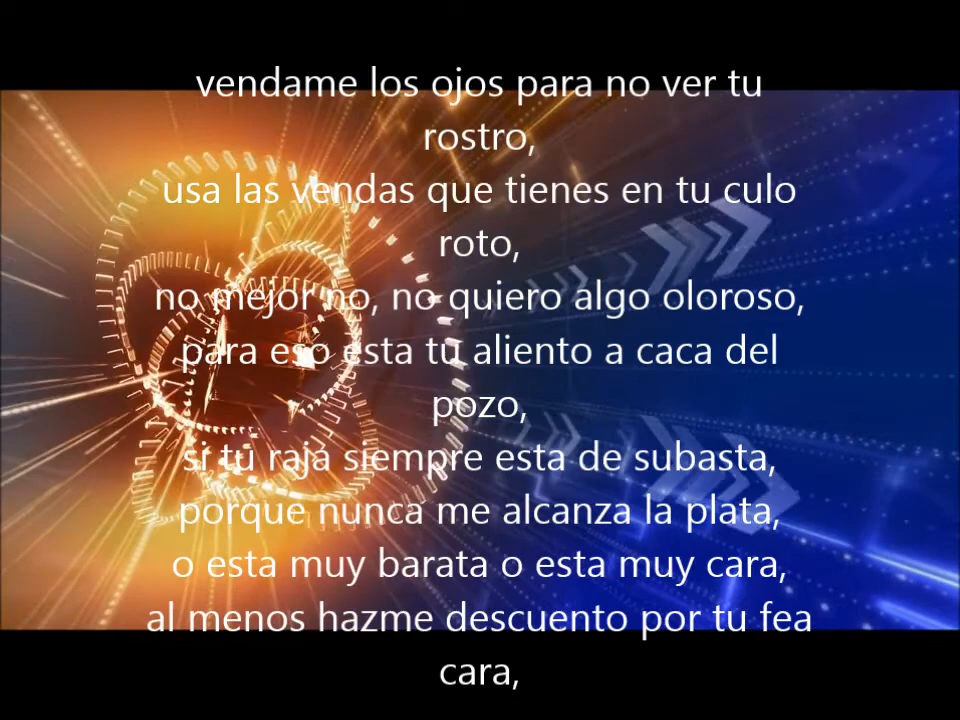 vendame los ojos para no ver tu
rostro,
usa las vendas que tienes en tu culo
roto,
no mejor no, no quiero algo oloroso,
para eso esta tu aliento a caca del
pozo,
si tu raja siempre esta de subasta,
porque nunca me alcanza la plata,
o esta muy barata o esta muy cara,
al menos hazme descuento por tu fea
cara,